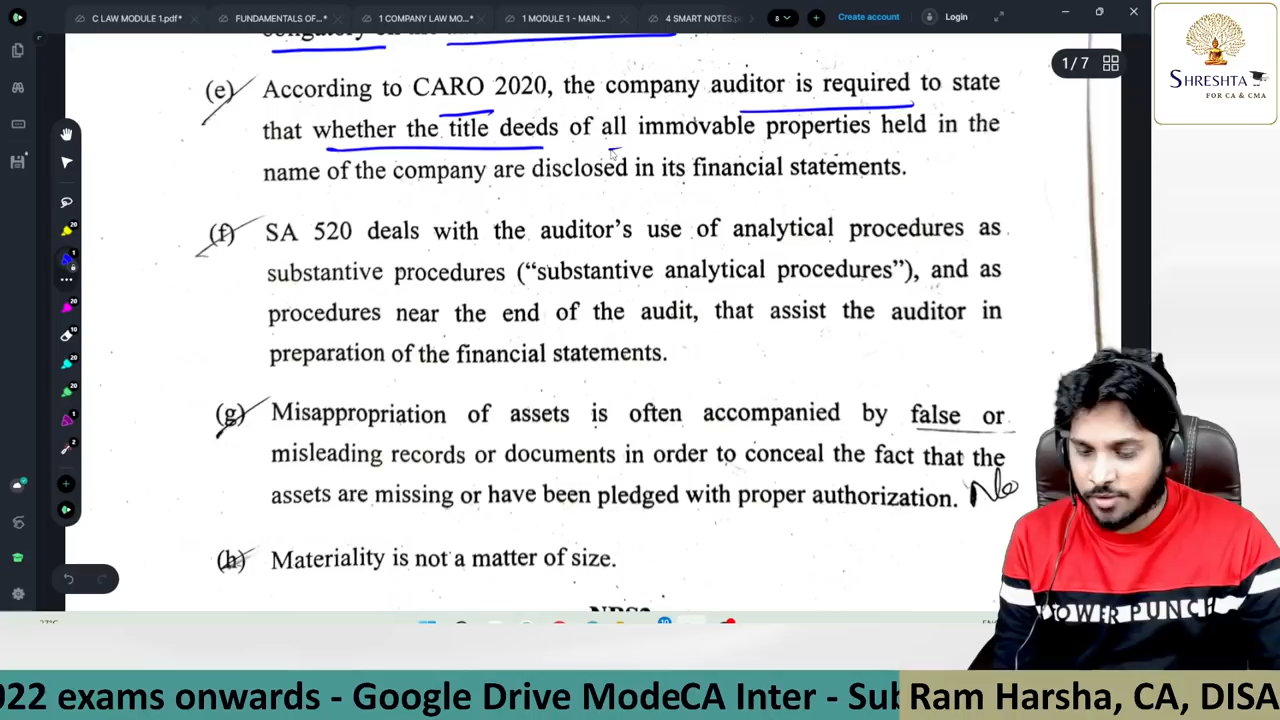 C LAW MODULE 1.pdf*
FUNDAMENTALS OF...*
1 COMPANY LAW MO...*
1 MODULE 1 - MAIN...*
4 SMART NOTES.p
8
Create account
Login
1 / 7
SHRESHTA
FOR CA & CMA
(e) According to CARO 2020, the company auditor is required to state
that whether the title deeds of all immovable properties held in the
name of the company are disclosed in its financial statements.
(f) SA 520 deals with the auditor's use of analytical procedures as
substantive procedures ("substantive analytical procedures"), and as
procedures near the end of the audit, that assist the auditor in
preparation of the financial statements.
(g) Misappropriation of assets is often accompanied by false or
misleading records or documents in order to conceal the fact that the
assets are missing or have been pledged with proper authorization.
(h) Materiality is not a matter of size.
POWER PUNCH
022 exams onwards - Google Drive ModeCA Inter - Sul
Ram Harsha, CA, DISA